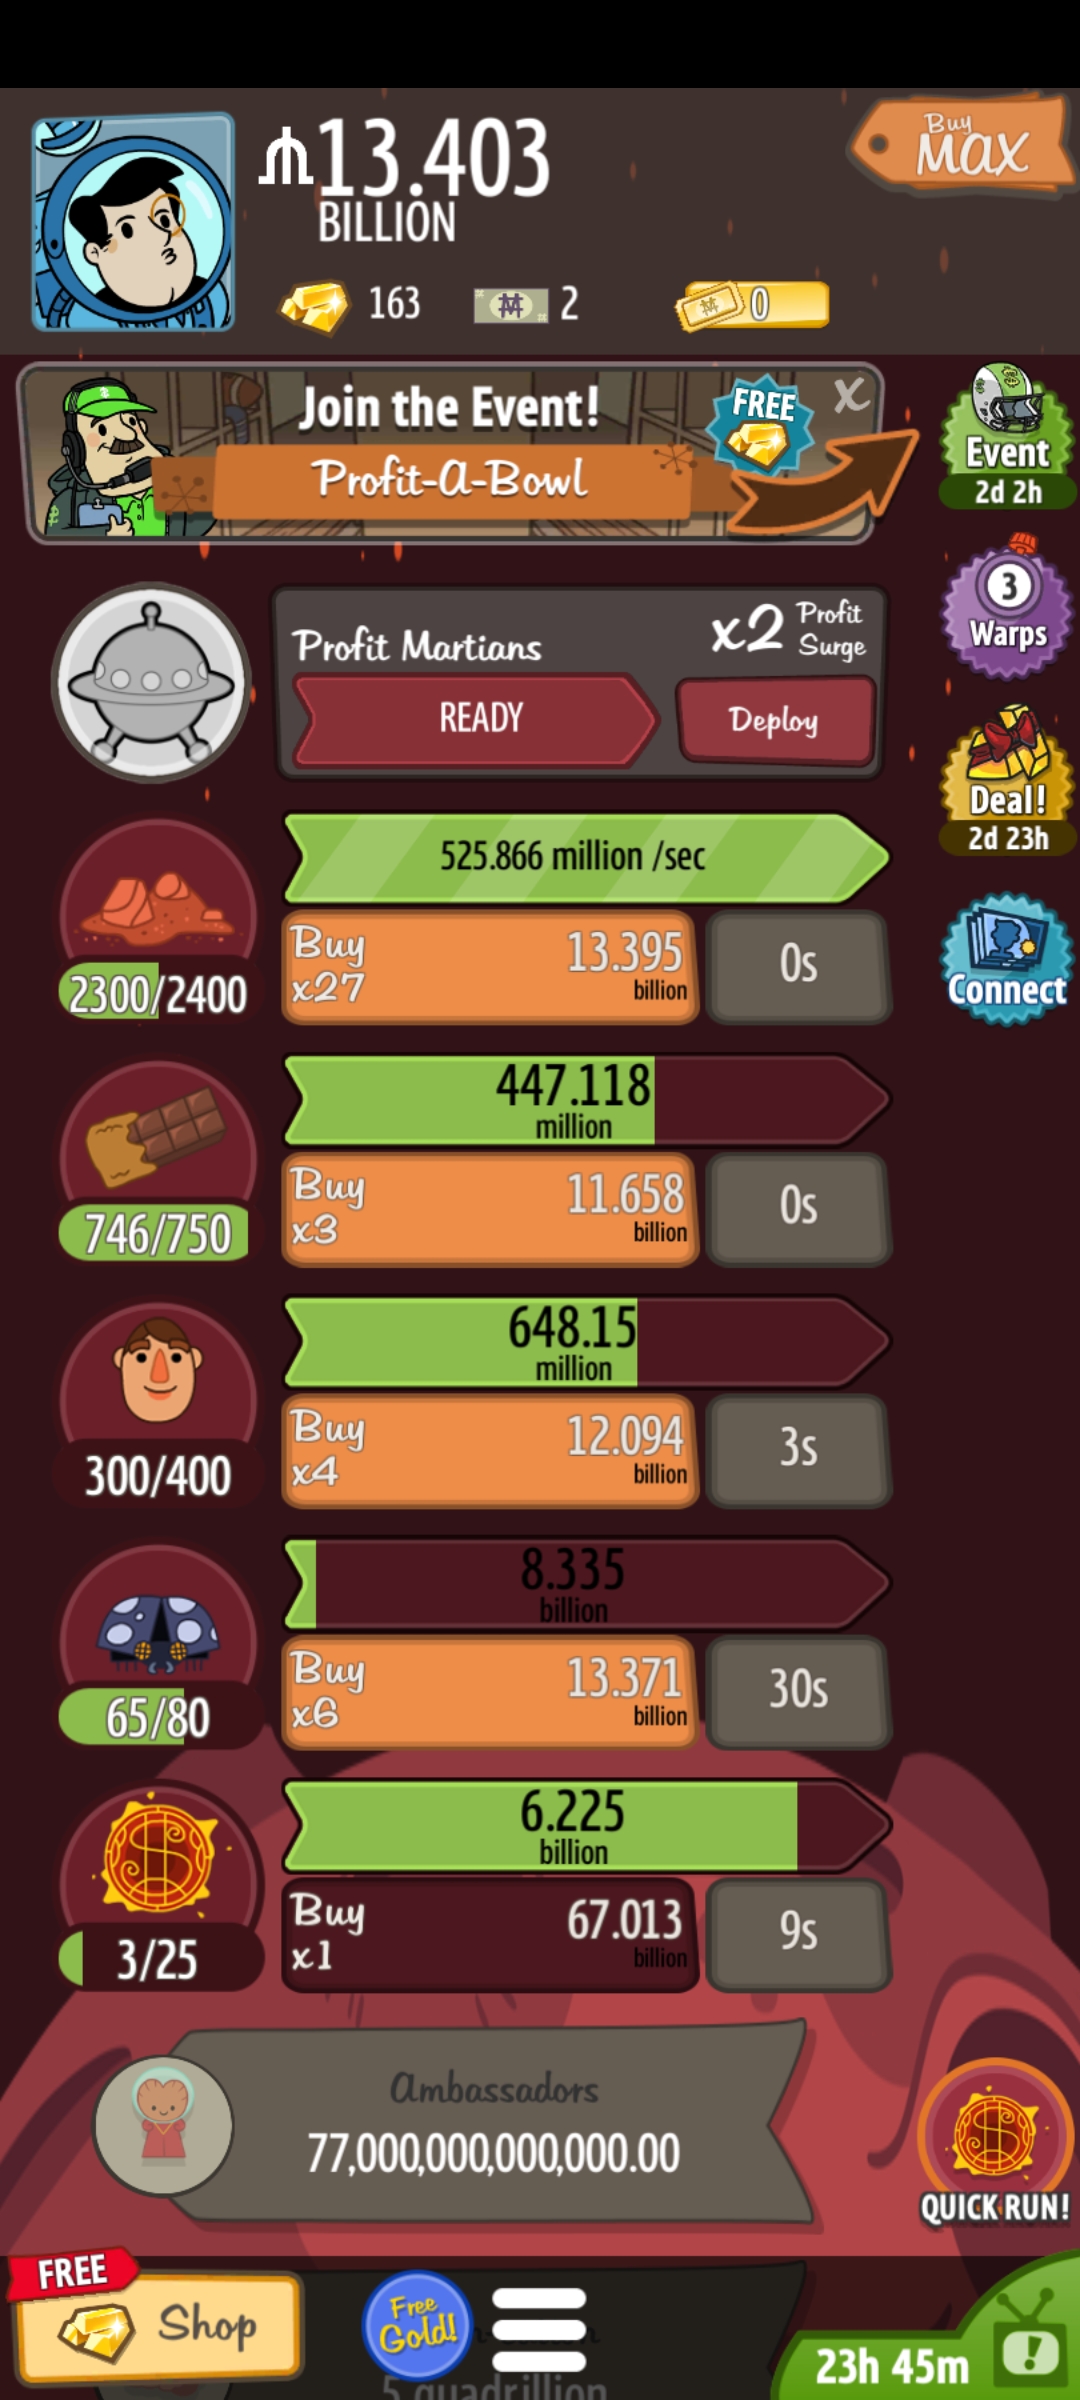 13.403
BILLION
Buy
MAX
163
2
0
Join the Event!
Profit-A-Bowl
FREE
X
Event
2d 2h
Profit Martians
x2 Profit Surge
READY
Deploy
3
Warps
Deal!
2d 23h
Connect
525.866 million /sec
Buy
x27
13.395
billion
0s
2300/2400
447.118
million
Buy
x3
11.658
billion
0s
746/750
648.15
million
Buy
x4
12.094
billion
3s
300/400
8.335
billion
Buy
x6
13.371
billion
30s
65/80
6.225
billion
Buy
x1
67.013
billion
9s
3/25
Ambassadors
77,000,000,000,000.00
QUICK RUN!
FREE
Shop
Free
Gold!
5 quadrillion
23h 45m